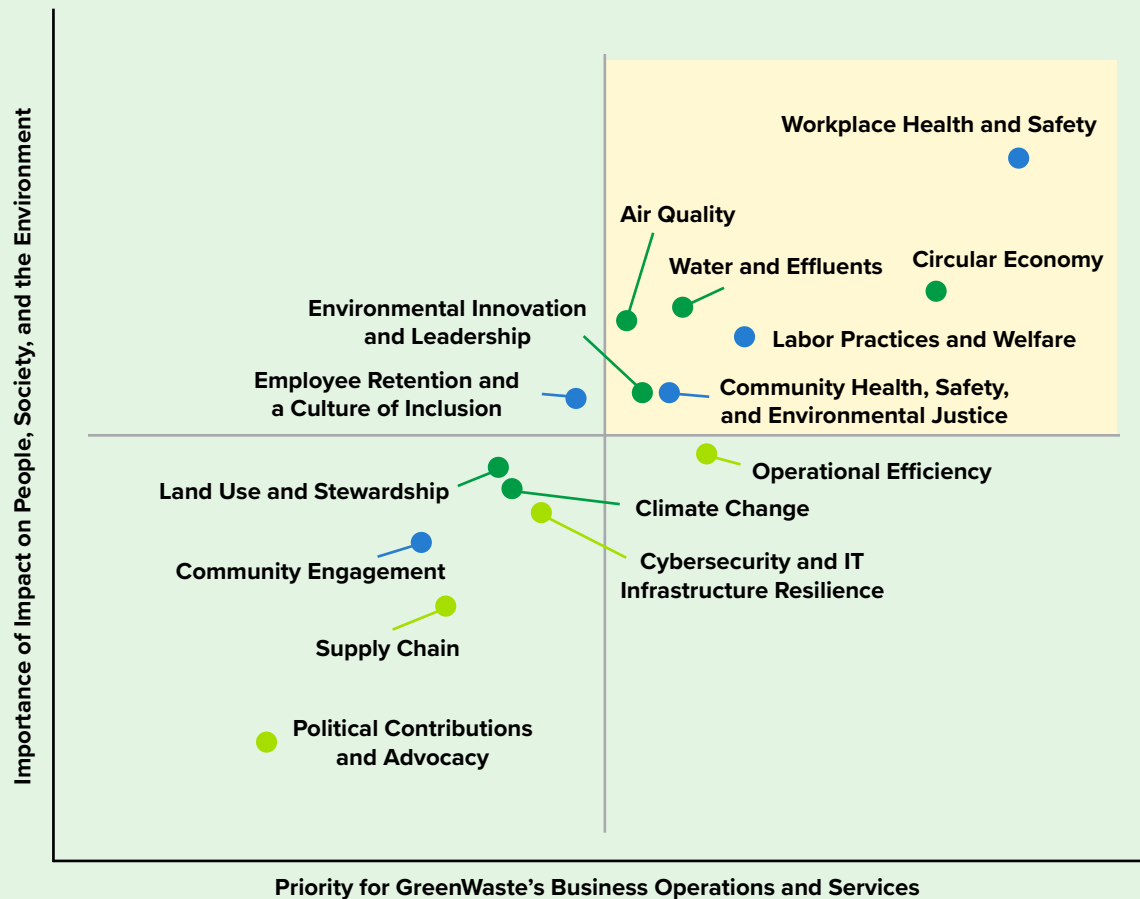 Importance of Impact on People, Society, and the Environment
Workplace Health and Safety
Air Quality
Water and Effluents
Circular Economy
Environmental Innovation
and Leadership
Labor Practices and Welfare
Employee Retention and
a Culture of Inclusion
Community Health, Safety,
and Environmental Justice
Operational Efficiency
Land Use and Stewardship
Climate Change
Cybersecurity and IT
Infrastructure Resilience
Community Engagement
Supply Chain
Political Contributions
and Advocacy
Priority for GreenWaste’s Business Operations and Services